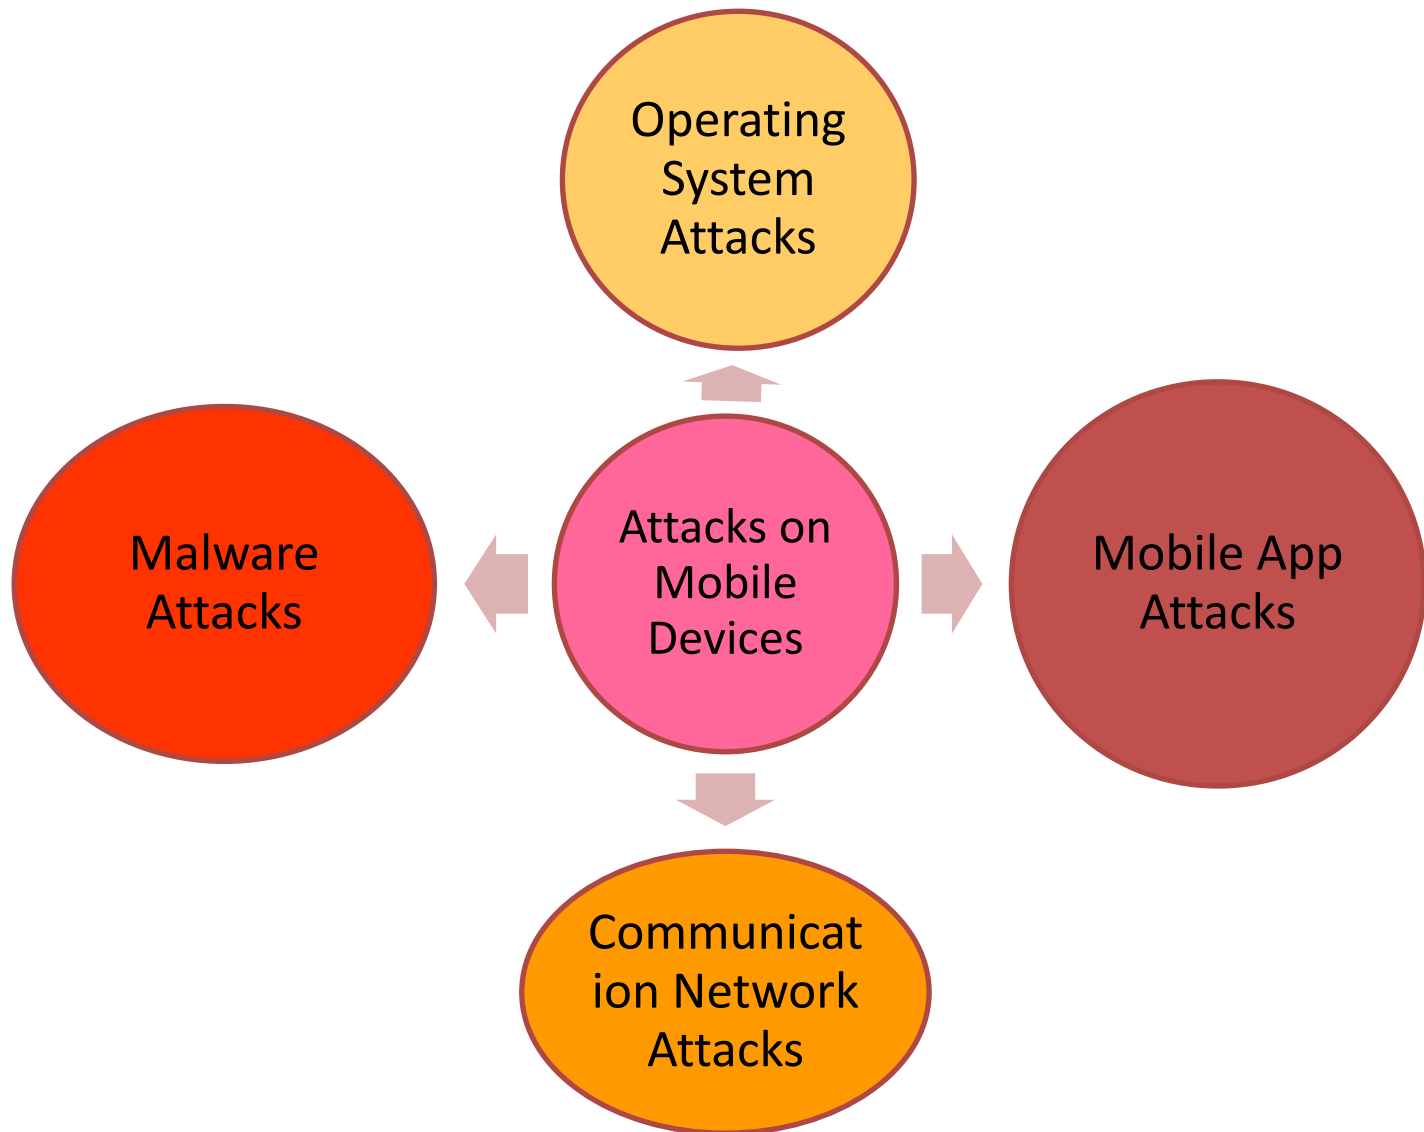 Operating
System
Attacks
Malware
Attacks
Attacks on
Mobile
Devices
Mobile App
Attacks
Communicat
ion Network
Attacks